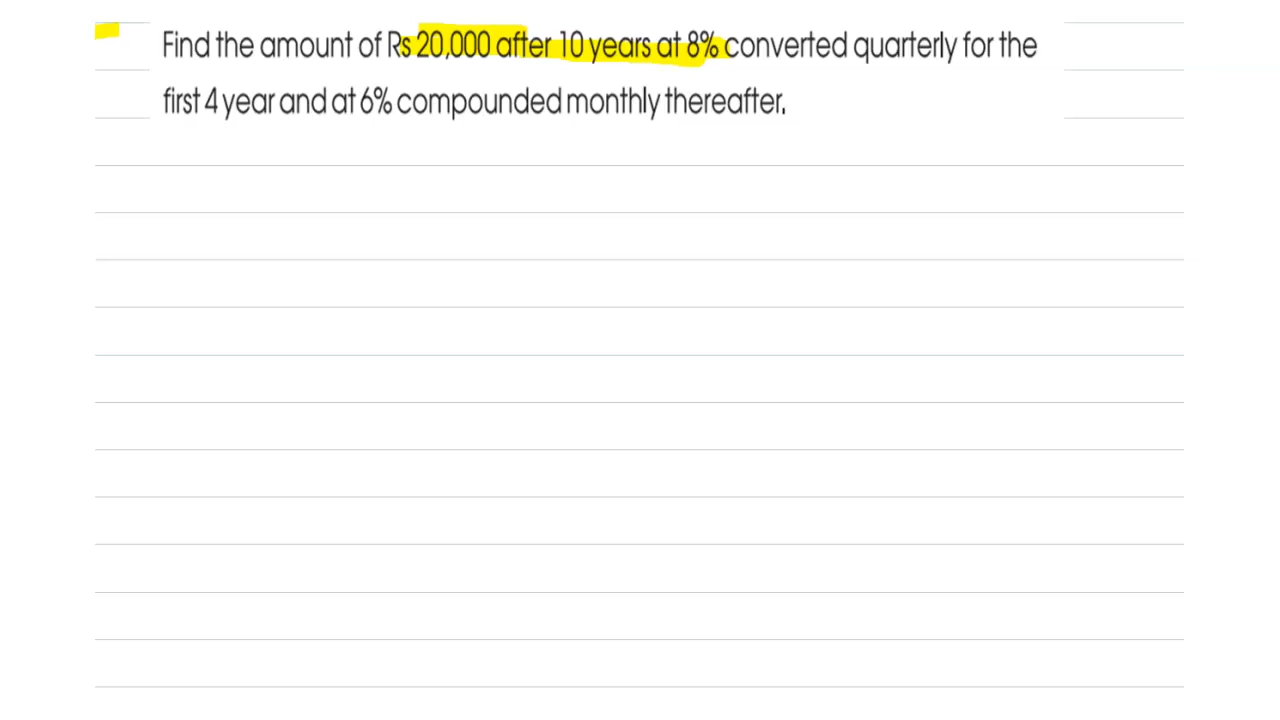 Find the amount of Rs 20,000 after 10 years at 8% converted quarterly for the
first 4 year and at 6% compounded monthly thereafter.